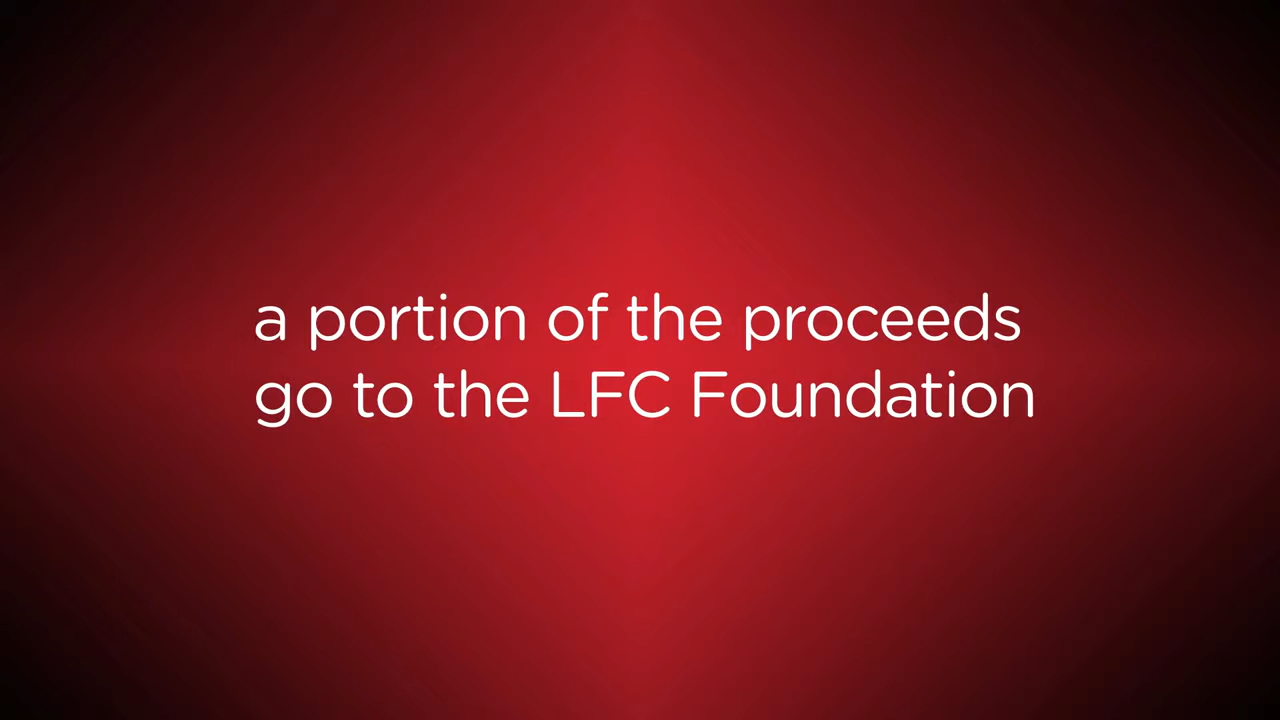 a portion of the proceeds
go to the LFC Foundation